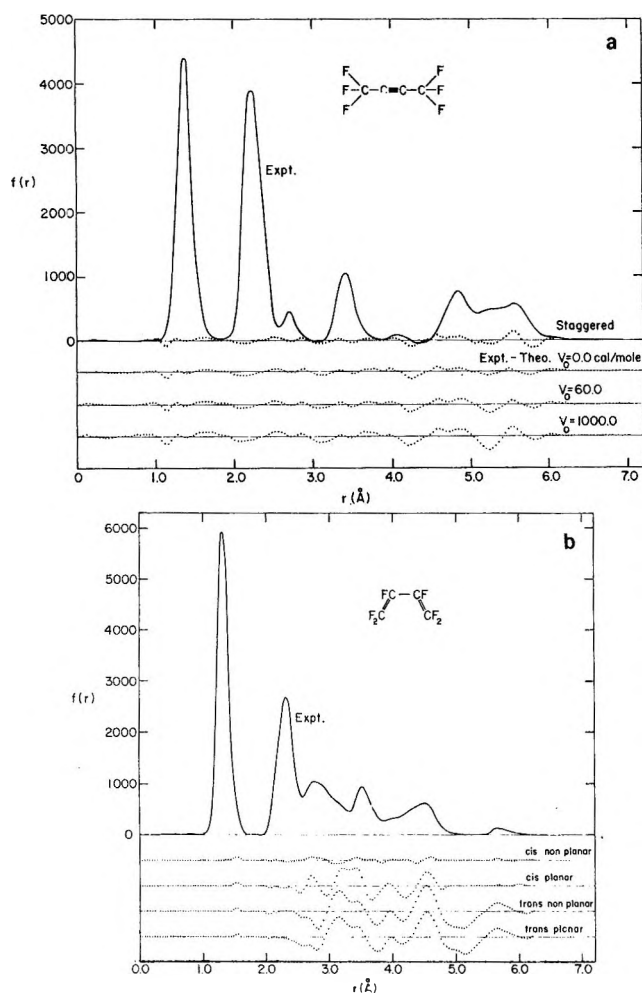 a
5000
4000
3000
2000
1000
0
f(r)
F F
F-C-C≡C-C-F
F F
Expt.
Staggered
Expt. - Theo. V₀=0.0 cal/mole
V₀=60.0
V₀=1000.0
0.0 1.0 2.0 3.0 4.0 5.0 6.0 7.0
r (Å)
b
6000
5000
4000
3000
2000
1000
0
f(r)
FC-CF
F₂C CF₂
Expt.
cis non planar
cis planar
trans non planar
trans planar
0.0 1.0 2.0 3.0 4.0 5.0 6.0 7.0
r (Å)